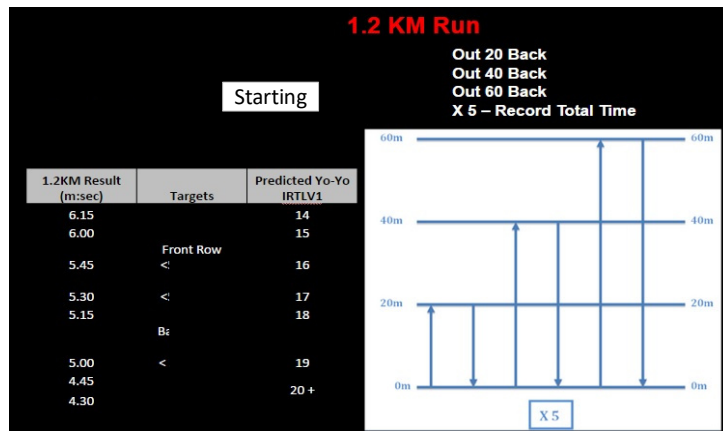 1.2 KM Run
Out 20 Back
Out 40 Back
Out 60 Back
X 5 – Record Total Time
Starting
1.2KM Result (m:sec) Targets Predicted Yo-Yo IRTLV1
6.15 14
6.00 15
Front Row
5.45 < 16
5.30 < 17
5.15 18
Ba
5.00 < 19
4.45
20 +
4.30
60m 60m
40m 40m
20m 20m
0m 0m
X 5